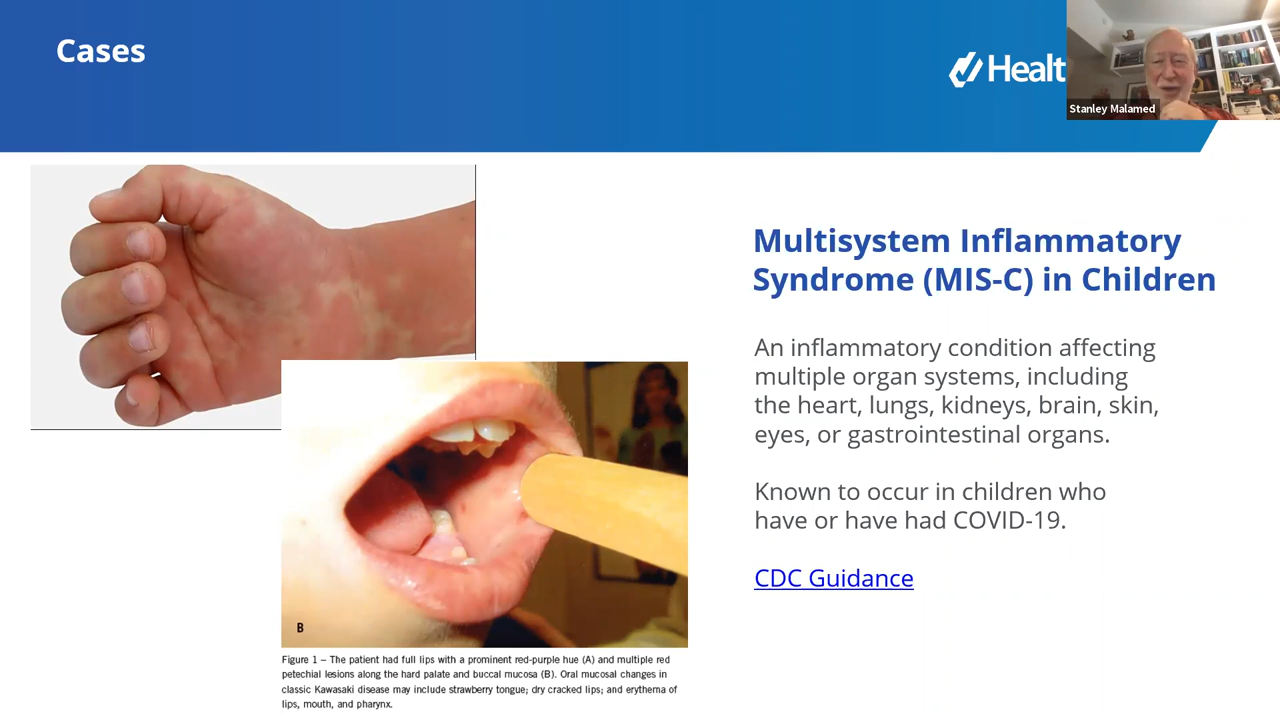 Cases
Healt
Stanley Malamed
Multisystem Inflammatory
Syndrome (MIS-C) in Children
An inflammatory condition affecting
multiple organ systems, including
the heart, lungs, kidneys, brain, skin,
eyes, or gastrointestinal organs.
Known to occur in children who
have or have had COVID-19.
CDC Guidance
B
Figure 1 – The patient had full lips with a prominent red-purple hue (A) and multiple red
petechial lesions along the hard palate and buccal mucosa (B). Oral mucosal changes in
classic Kawasaki disease may include strawberry tongue; dry cracked lips; and erythema of
lips, mouth, and pharynx.